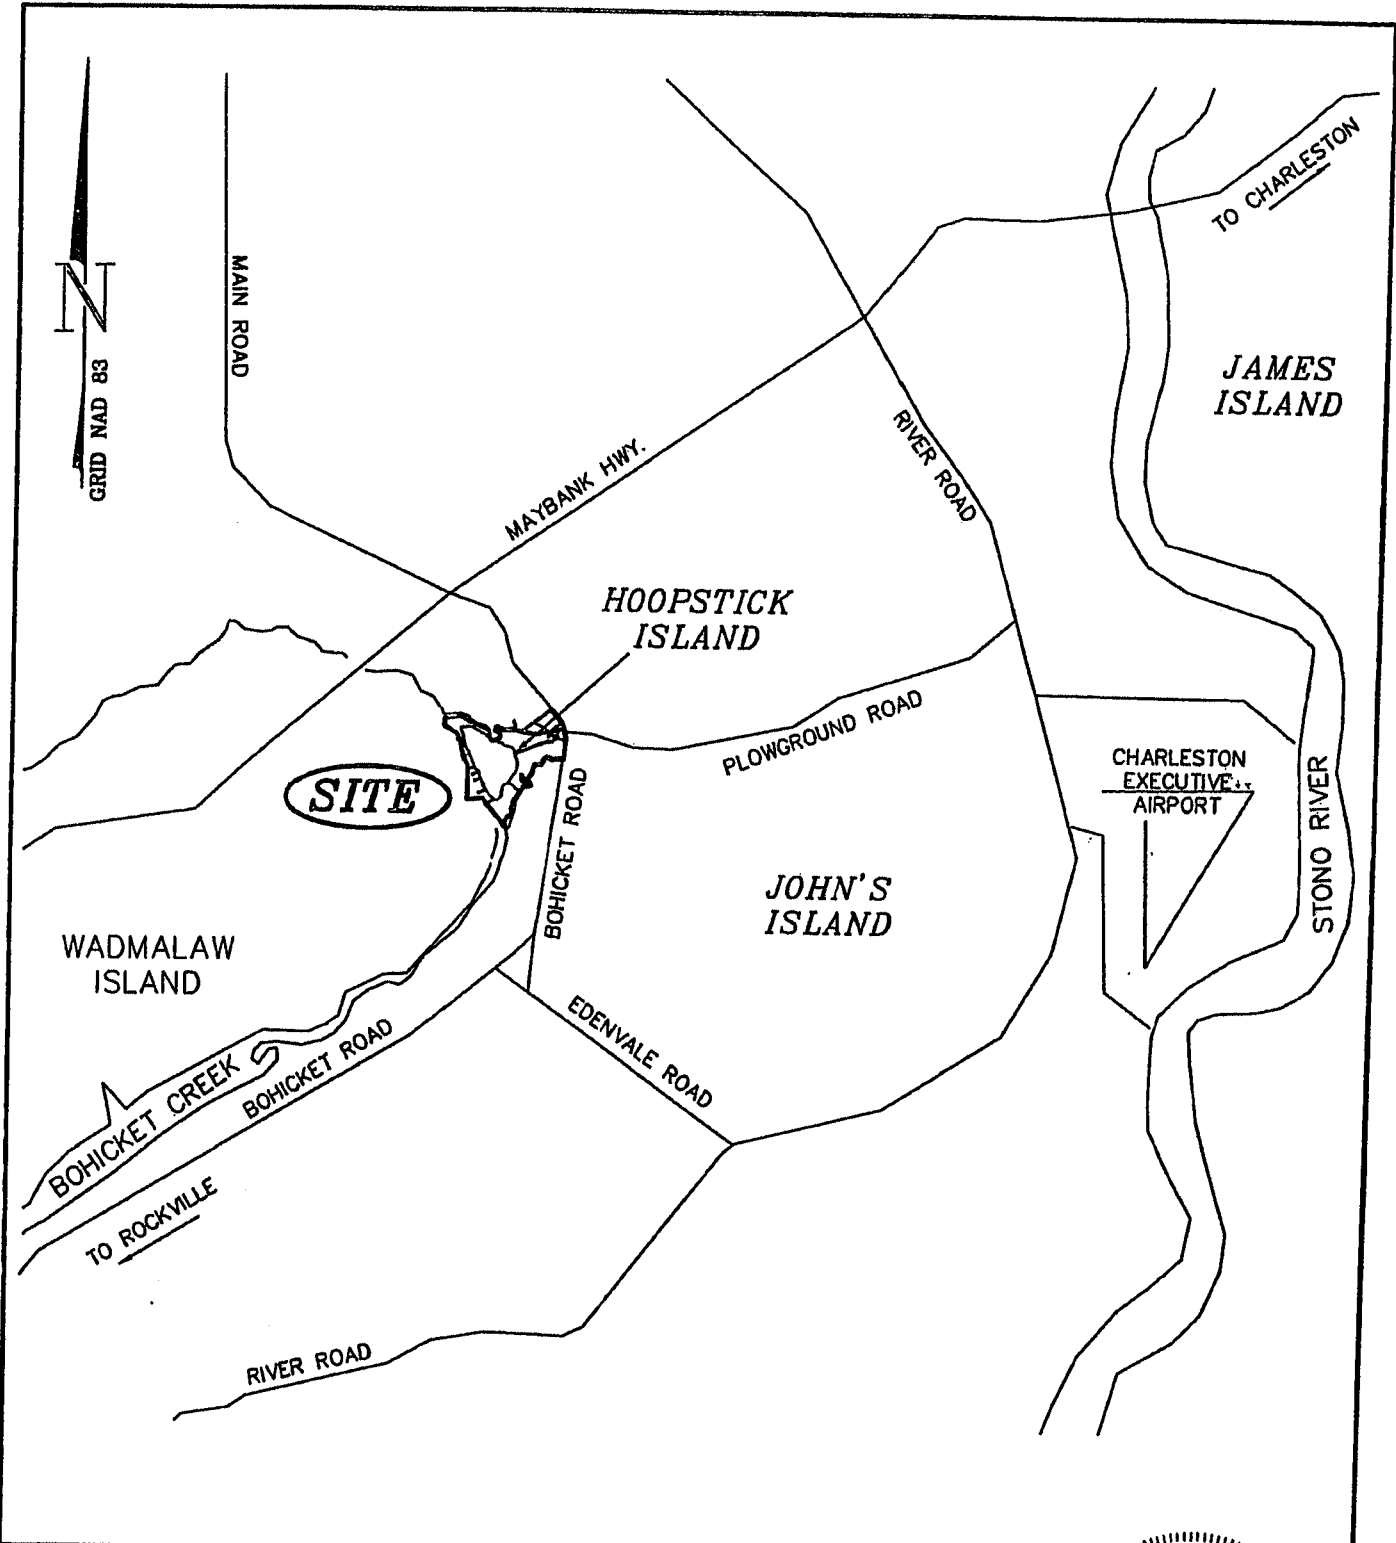 TO CHARLESTON
MAIN ROAD
N
GRID NAD 83
JAMES
ISLAND
RIVER ROAD
MAYBANK HWY.
HOOPSTICK
ISLAND
PLOWGROUND ROAD
CHARLESTON
EXECUTIVE
AIRPORT
SITE
STONO RIVER
BOHICKET ROAD
JOHN'S
ISLAND
WADMALAW
ISLAND
EDENVALE ROAD
BOHICKET CREEK
BOHICKET ROAD
TO ROCKVILLE
RIVER ROAD